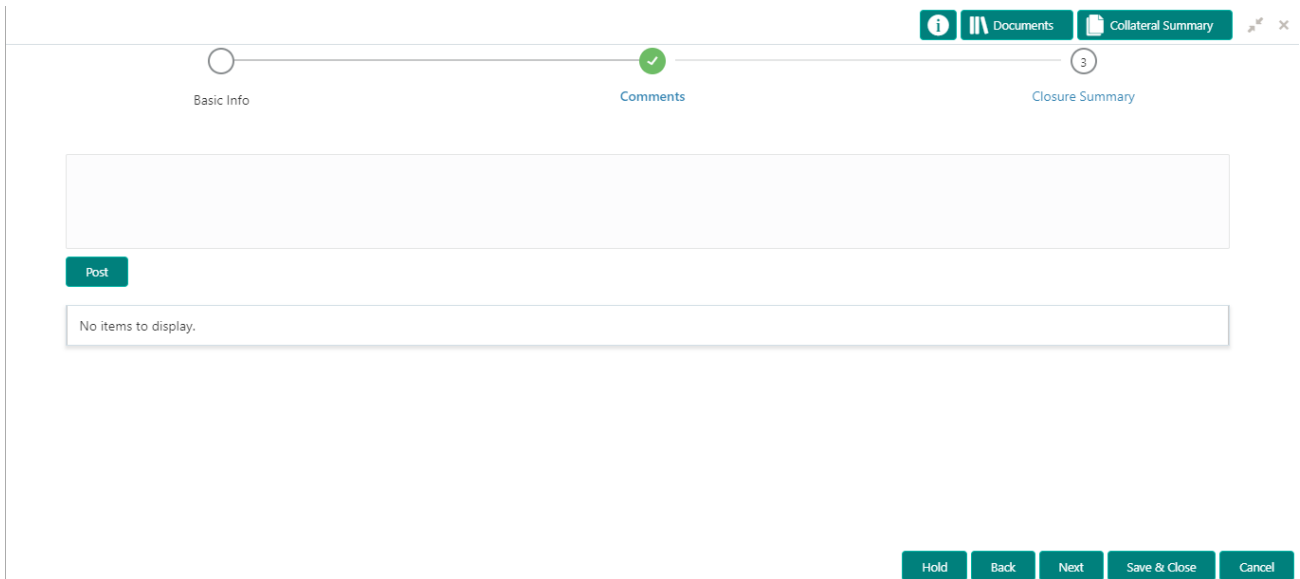 Documents Collateral Summary
3
Basic Info Comments Closure Summary
Post
No items to display.
Hold Back Next Save & Close Cancel